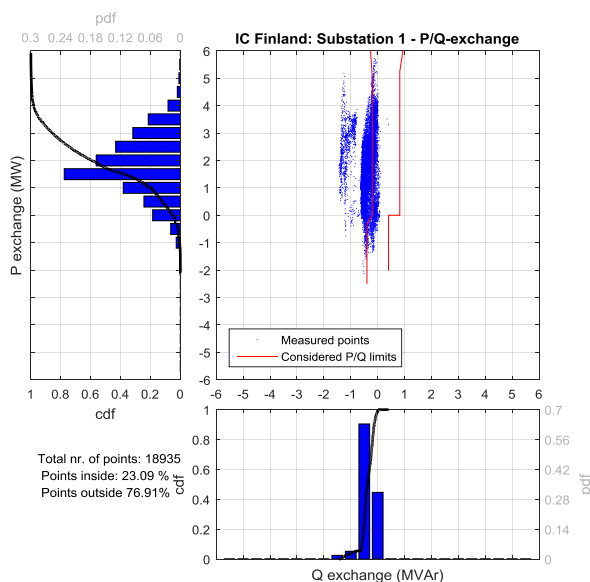 pdf
0.3 0.24 0.18 0.12 0.06 0
IC Finland: Substation 1 - P/Q-exchange
P exchange (MW)
6
5
4
3
2
1
0
-1
-2
-3
-4
-5
-6
Measured points
Considered P/Q limits
1 0.8 0.6 0.4 0.2 0
cdf
-6 -5 -4 -3 -2 -1 0 1 2 3 4 5 6
Total nr. of points: 18935
Points inside: 23.09 %
Points outside 76.91%
cdf
1
0.8
0.6
0.4
0.2
0
0.7
0.56
0.42
0.28
0.14
0
pdf
Q exchange (MVAr)